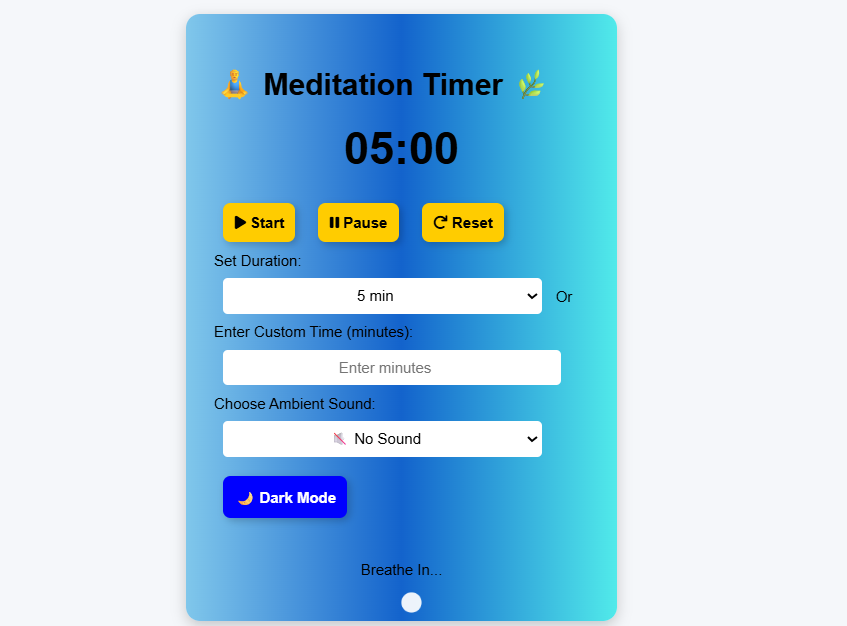 🧘 Meditation Timer 🌿
05:00
Start Pause Reset
Set Duration:
5 min Or
Enter Custom Time (minutes):
Enter minutes
Choose Ambient Sound:
🔕 No Sound
🌙 Dark Mode
Breathe In...